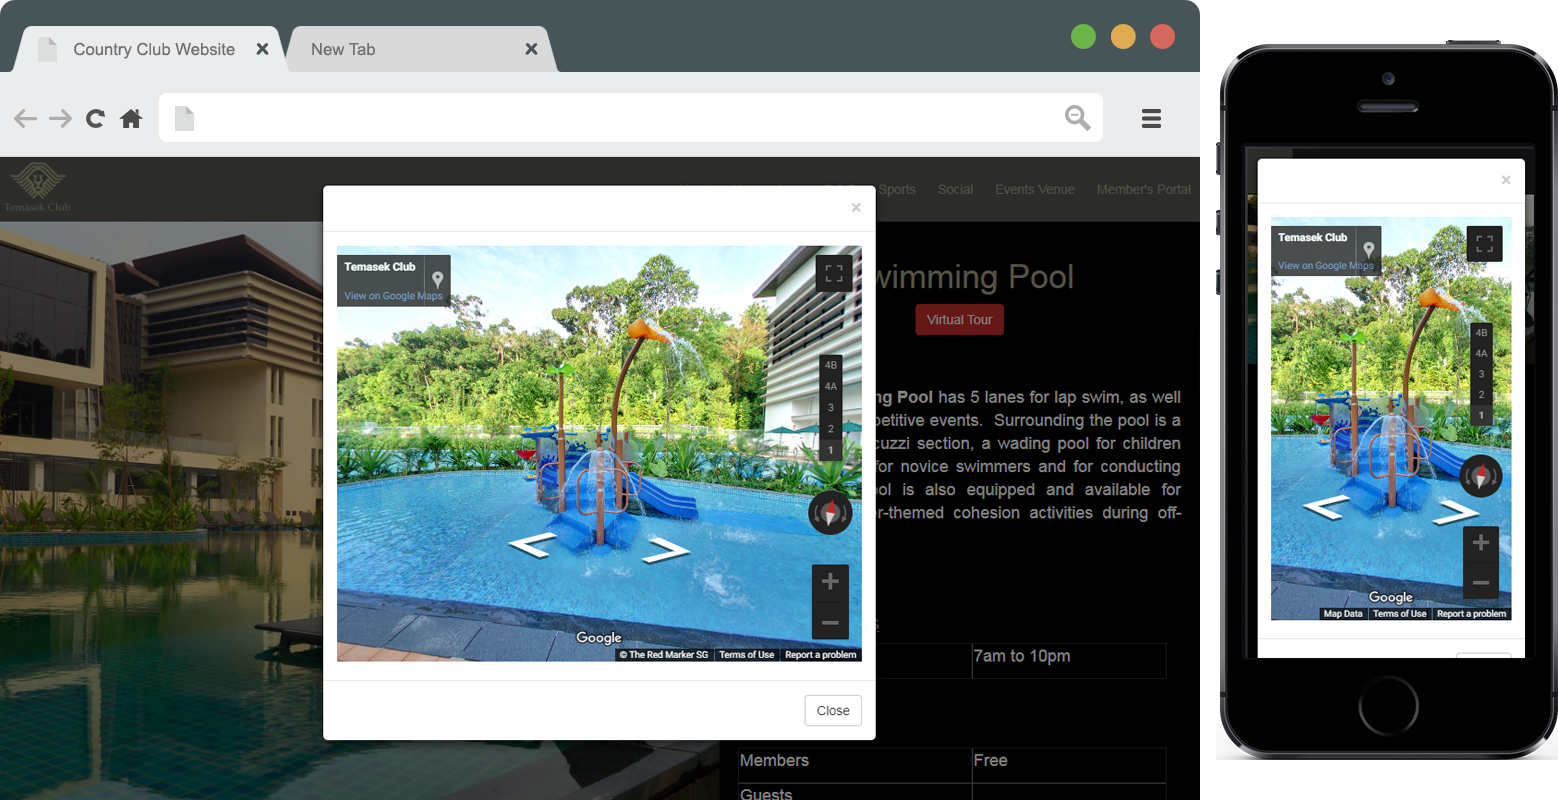 Country Club Website
New Tab
Temasek Club
Sports
Social
Events Venue
Member's Portal
×
Temasek Club
View on Google Maps
4B
4A
3
2
1
Google
© The Red Marker SG
Terms of Use
Report a problem
Close
wimming Pool
Virtual Tour
ng Pool has 5 lanes for lap swim, as well
petitive events. Surrounding the pool is a
cuzzi section, a wading pool for children
for novice swimmers and for conducting
ool is also equipped and available for
r-themed cohesion activities during off-
s
7am to 10pm
Members
Free
Guests
×
Temasek Club
View on Google Maps
4B
4A
3
2
1
Google
Map Data
Terms of Use
Report a problem